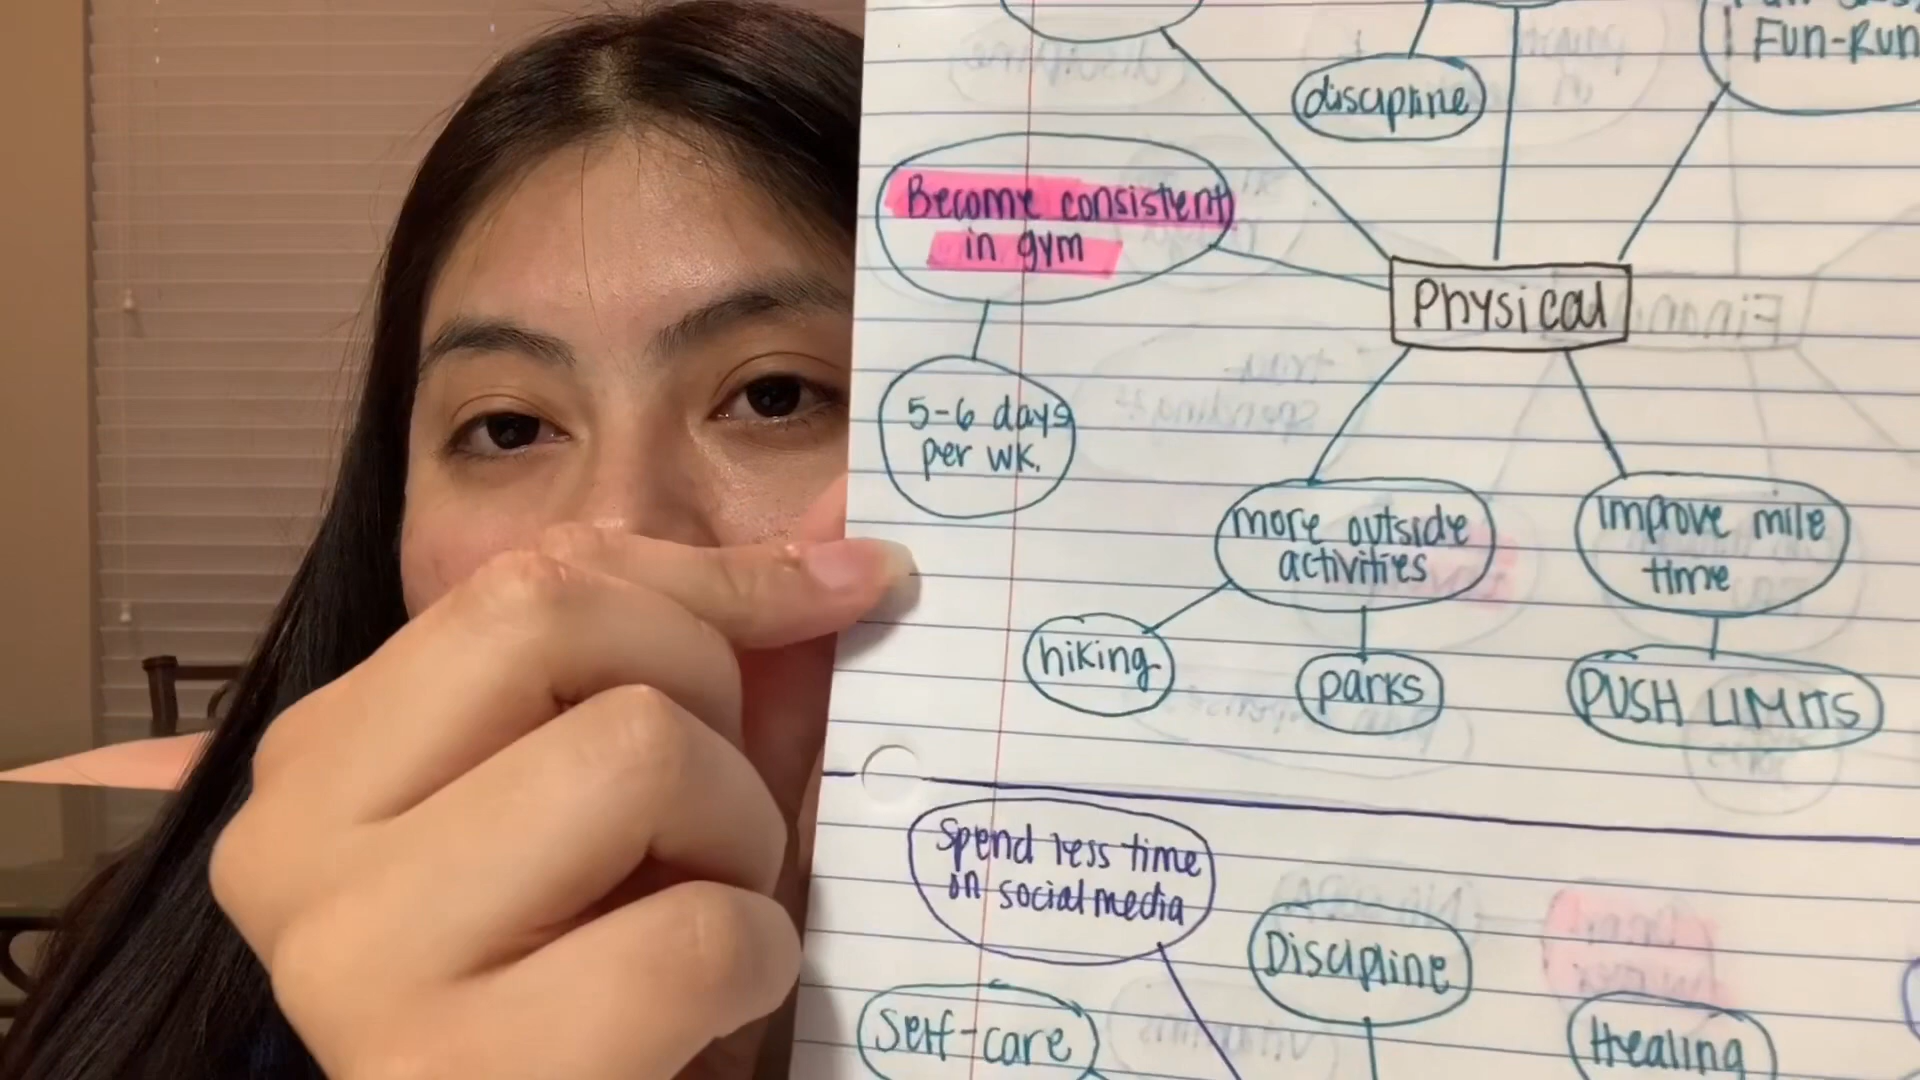 Fun-Run
discipline
Become consistent
in gym
Physical
5-6 days
per wk.
more outside
activities
improve mile
time
hiking
parks
PUSH LIMITS
Spend less time
on social media
Discipline
Self-care
Healing